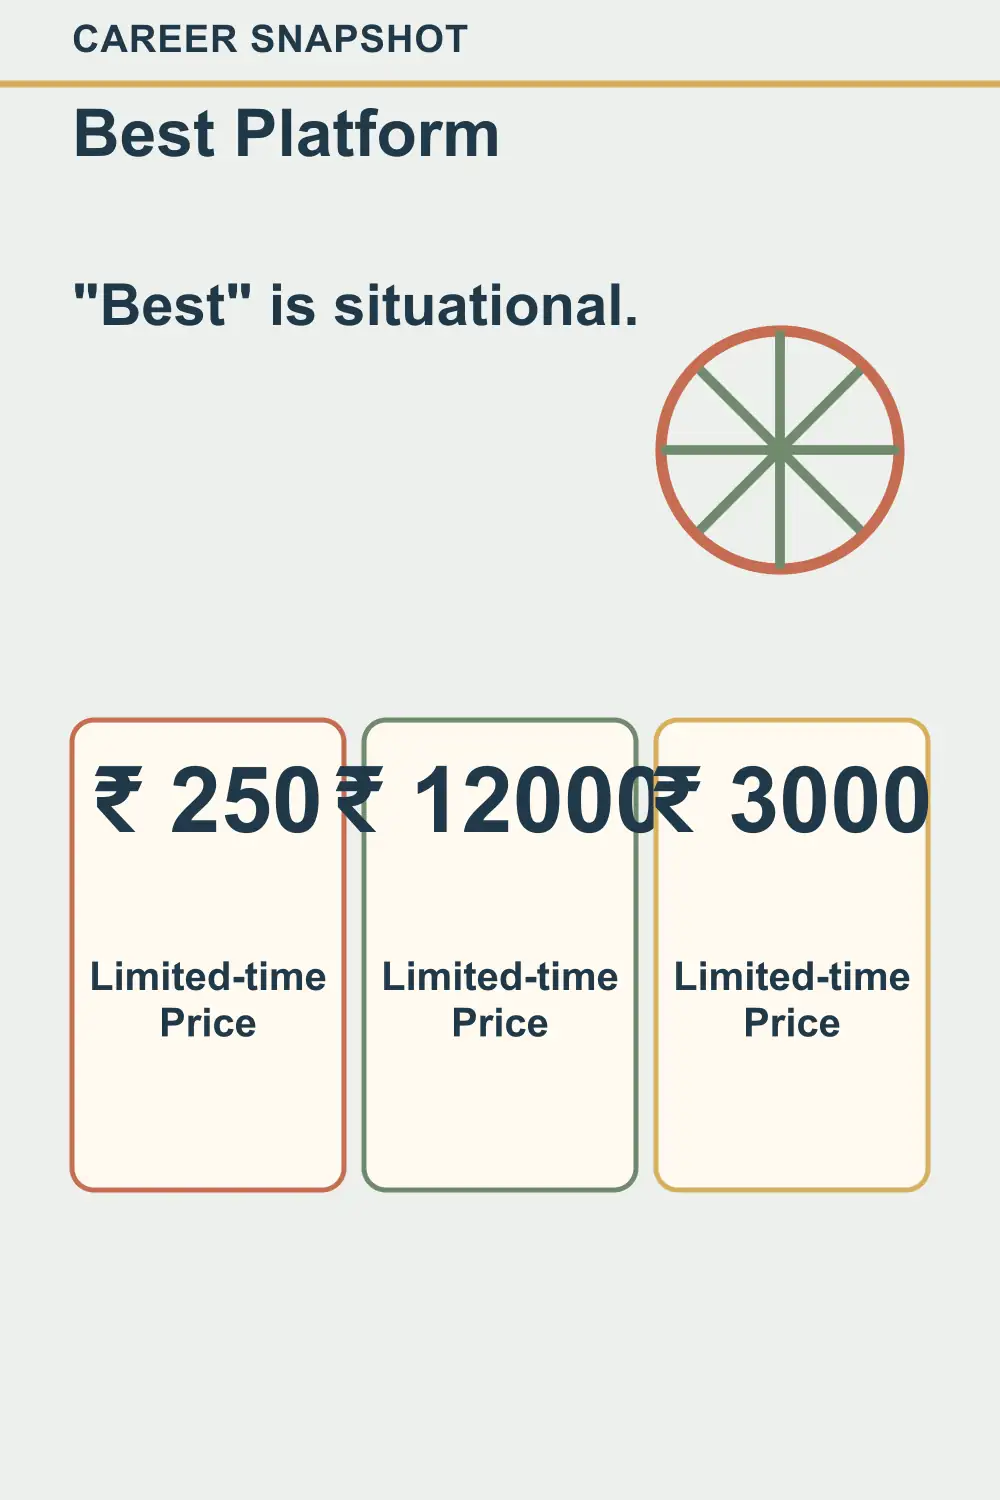 CAREER SNAPSHOT
Best Platform
"Best" is situational.
₹ 250
₹ 12000
₹ 3000
Limited-time
Price
Limited-time
Price
Limited-time
Price